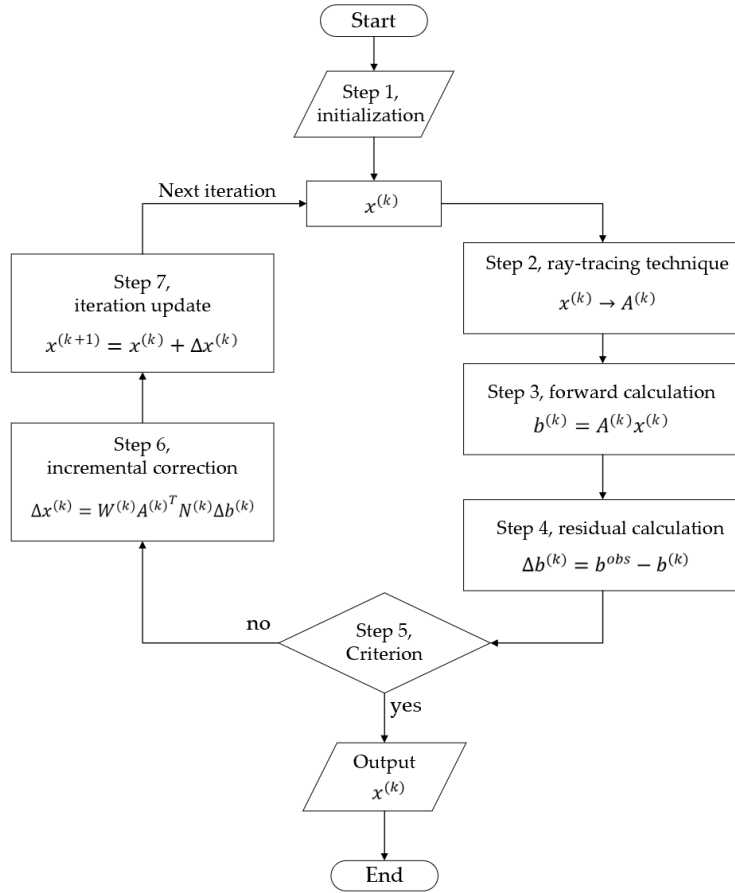 Start
Step 1,
initialization
Next iteration
x⁽ᵏ⁾
Step 2, ray-tracing technique
x⁽ᵏ⁾ → A⁽ᵏ⁾
Step 3, forward calculation
b⁽ᵏ⁾ = A⁽ᵏ⁾x⁽ᵏ⁾
Step 4, residual calculation
Δb⁽ᵏ⁾ = bᵒᵇˢ − b⁽ᵏ⁾
Step 5,
Criterion
no
yes
Step 6,
incremental correction
Δx⁽ᵏ⁾ = W⁽ᵏ⁾A⁽ᵏ⁾ᵀN⁽ᵏ⁾Δb⁽ᵏ⁾
Step 7,
iteration update
x⁽ᵏ⁺¹⁾ = x⁽ᵏ⁾ + Δx⁽ᵏ⁾
Output
x⁽ᵏ⁾
End